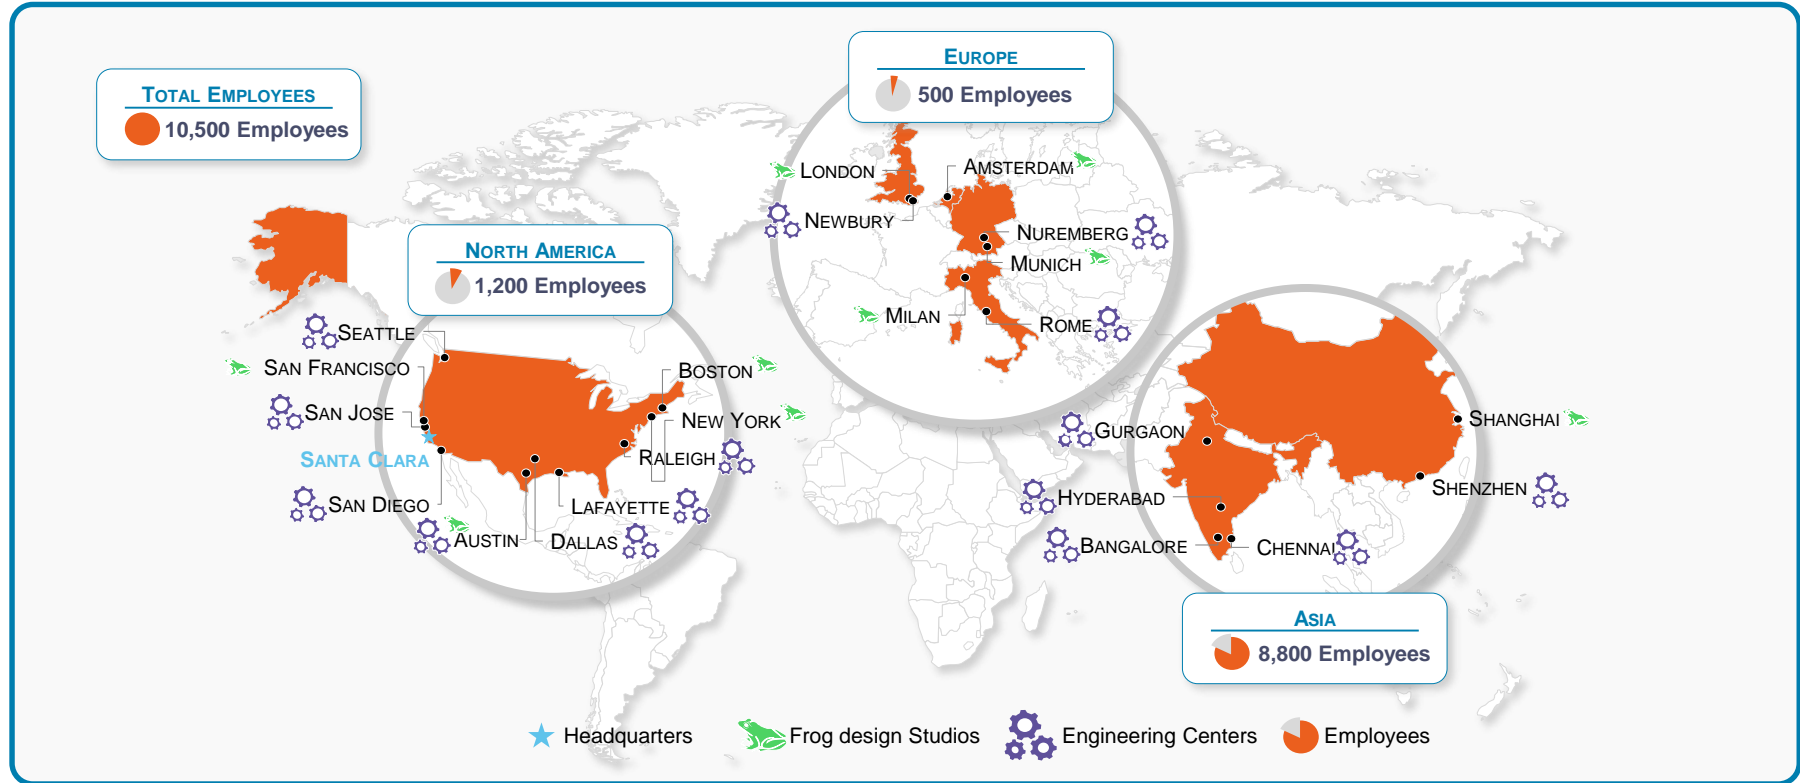 EUROPE
500 Employees
TOTAL EMPLOYEES
10,500 Employees
LONDON
AMSTERDAM
NEWBURY
NUREMBERG
MUNICH
MILAN
ROME
NORTH AMERICA
1,200 Employees
SEATTLE
SAN FRANCISCO
BOSTON
SAN JOSE
NEW YORK
SANTA CLARA
RALEIGH
SAN DIEGO
LAFAYETTE
AUSTIN
DALLAS
SHANGHAI
GURGAON
SHENZHEN
HYDERABAD
BANGALORE
CHENNAI
ASIA
8,800 Employees
Headquarters
Frog design Studios
Engineering Centers
Employees